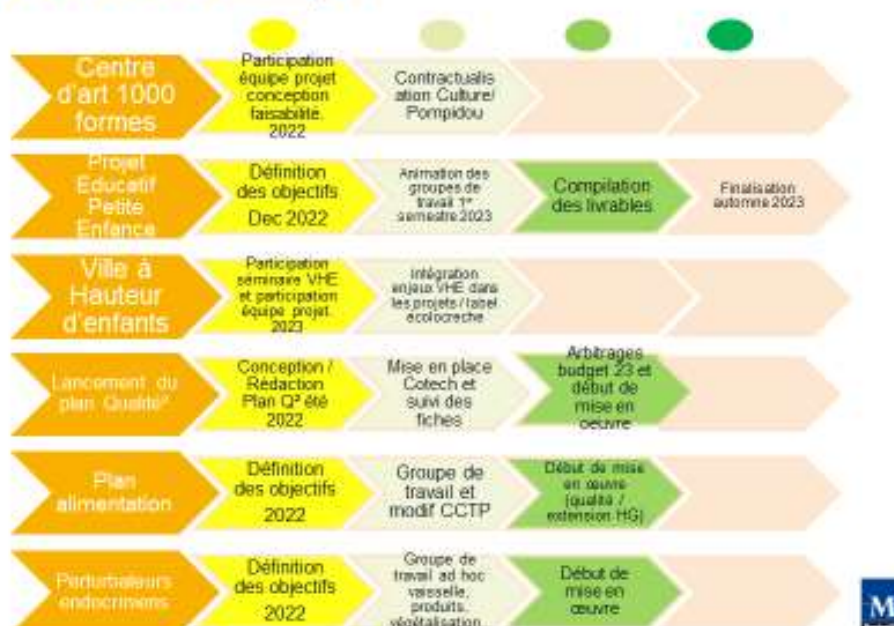 Centre
d'art 1000
formes
Participation
équipe projet
conception
faisabilité.
2022
Contractualis
ation Culture/
Pompidou
Projet
Educatif
Petite
Enfance
Définition
des objectifs
Dec 2022
Animation des
groupes de
travail 1er
semestre 2023
Compilation
des livrables
Finalisation
automne 2023
Ville à
Hauteur
d'enfants
Participation
séminaire VHE
et participation
équipe projet.
2023
Intégration
enjeux VHE dans
les projets / label
écolocreche
Lancement du
plan Qualité²
Conception /
Rédaction
Plan Q² été
2022
Mise en place
Cotech et
suivi des
fiches
Arbitrages
budget 23 et
début de
mise en
oeuvre
Plan
alimentation
Définition
des objectifs
2022
Groupe de
travail et
modif CCTP
Début de mise
en œuvre
(qualité /
extension HG)
Perturbateurs
endocriniens
Définition
des objectifs
2022
Groupe de
travail ad hoc
vaisselle,
produits,
végétalisation
Début de
mise en
œuvre
M